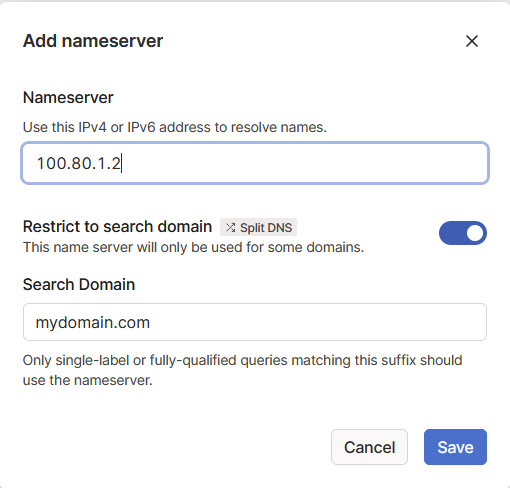 Add nameserver
Nameserver
Use this IPv4 or IPv6 address to resolve names.
100.80.1.2
Restrict to search domain Split DNS
This name server will only be used for some domains.
Search Domain
mydomain.com
Only single-label or fully-qualified queries matching this suffix should
use the nameserver.
Cancel Save